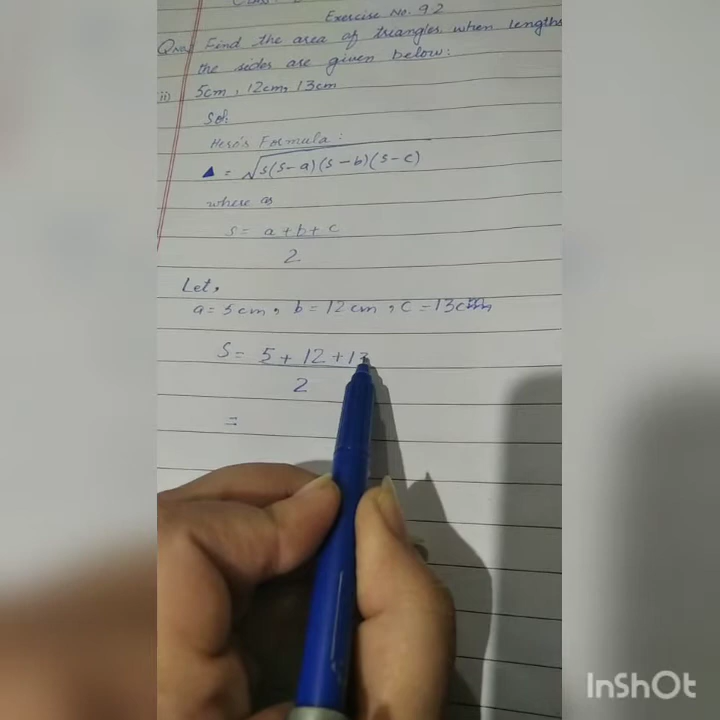 Exercise No. 9.2
QNo Find the area of triangles, when lengths
the sides are given below:
ii) 5cm, 12cm, 13cm
Sol:
Hero's Formula:
▲ = √s(s-a)(s-b)(s-c)
where as
s = a+b+c
2
Let,
a = 5cm, b = 12cm, c = 13cm
S = 5 + 12 + 13
2
=
InShOt